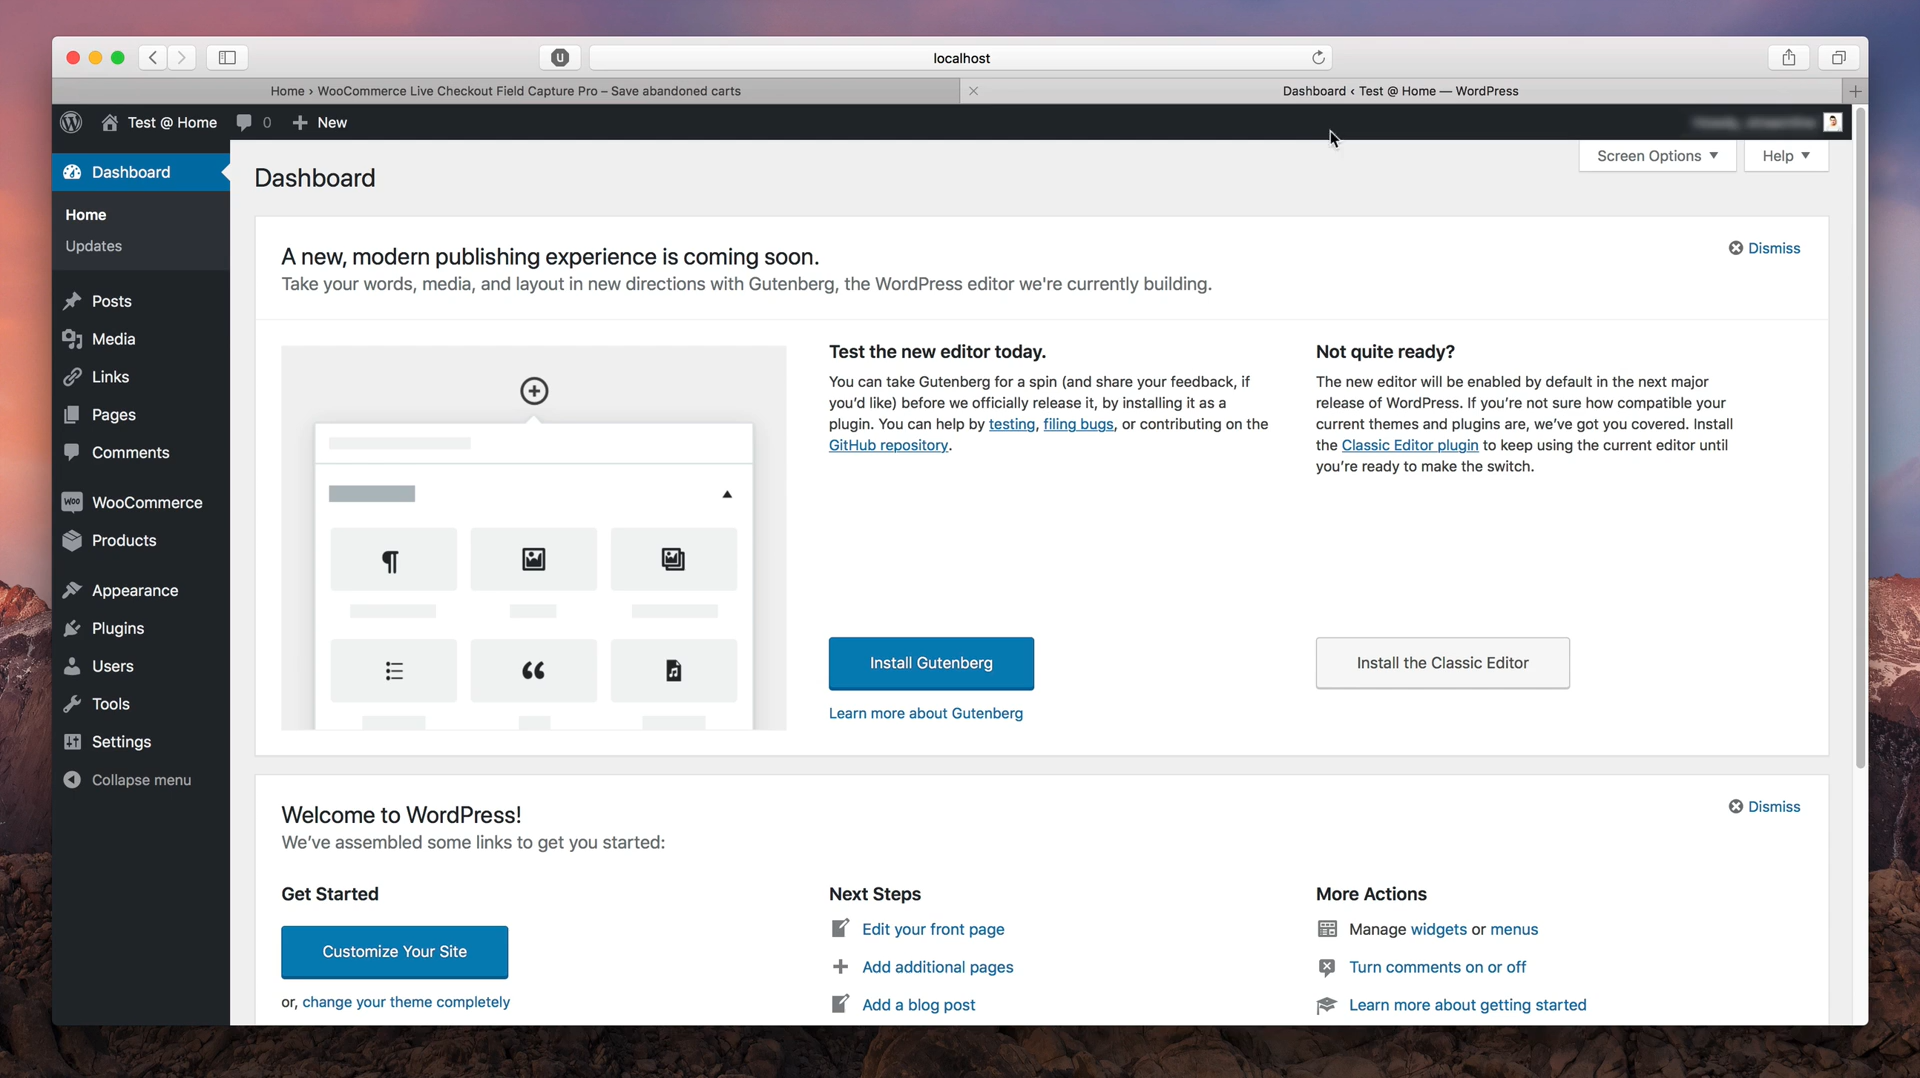 localhost
Home › WooCommerce Live Checkout Field Capture Pro – Save abandoned carts
Dashboard ‹ Test @ Home — WordPress
Test @ Home
0
New
Screen Options
Help
Dashboard
Home
Updates
Posts
Media
Links
Pages
Comments
WooCommerce
Products
Appearance
Plugins
Users
Tools
Settings
Collapse menu
Dashboard
A new, modern publishing experience is coming soon.
Dismiss
Take your words, media, and layout in new directions with Gutenberg, the WordPress editor we're currently building.
Test the new editor today.
You can take Gutenberg for a spin (and share your feedback, if
you'd like) before we officially release it, by installing it as a
plugin. You can help by testing, filing bugs, or contributing on the
GitHub repository.
Install Gutenberg
Learn more about Gutenberg
Not quite ready?
The new editor will be enabled by default in the next major
release of WordPress. If you're not sure how compatible your
current themes and plugins are, we've got you covered. Install
the Classic Editor plugin to keep using the current editor until
you're ready to make the switch.
Install the Classic Editor
Welcome to WordPress!
Dismiss
We've assembled some links to get you started:
Get Started
Customize Your Site
or, change your theme completely
Next Steps
Edit your front page
Add additional pages
Add a blog post
More Actions
Manage widgets or menus
Turn comments on or off
Learn more about getting started